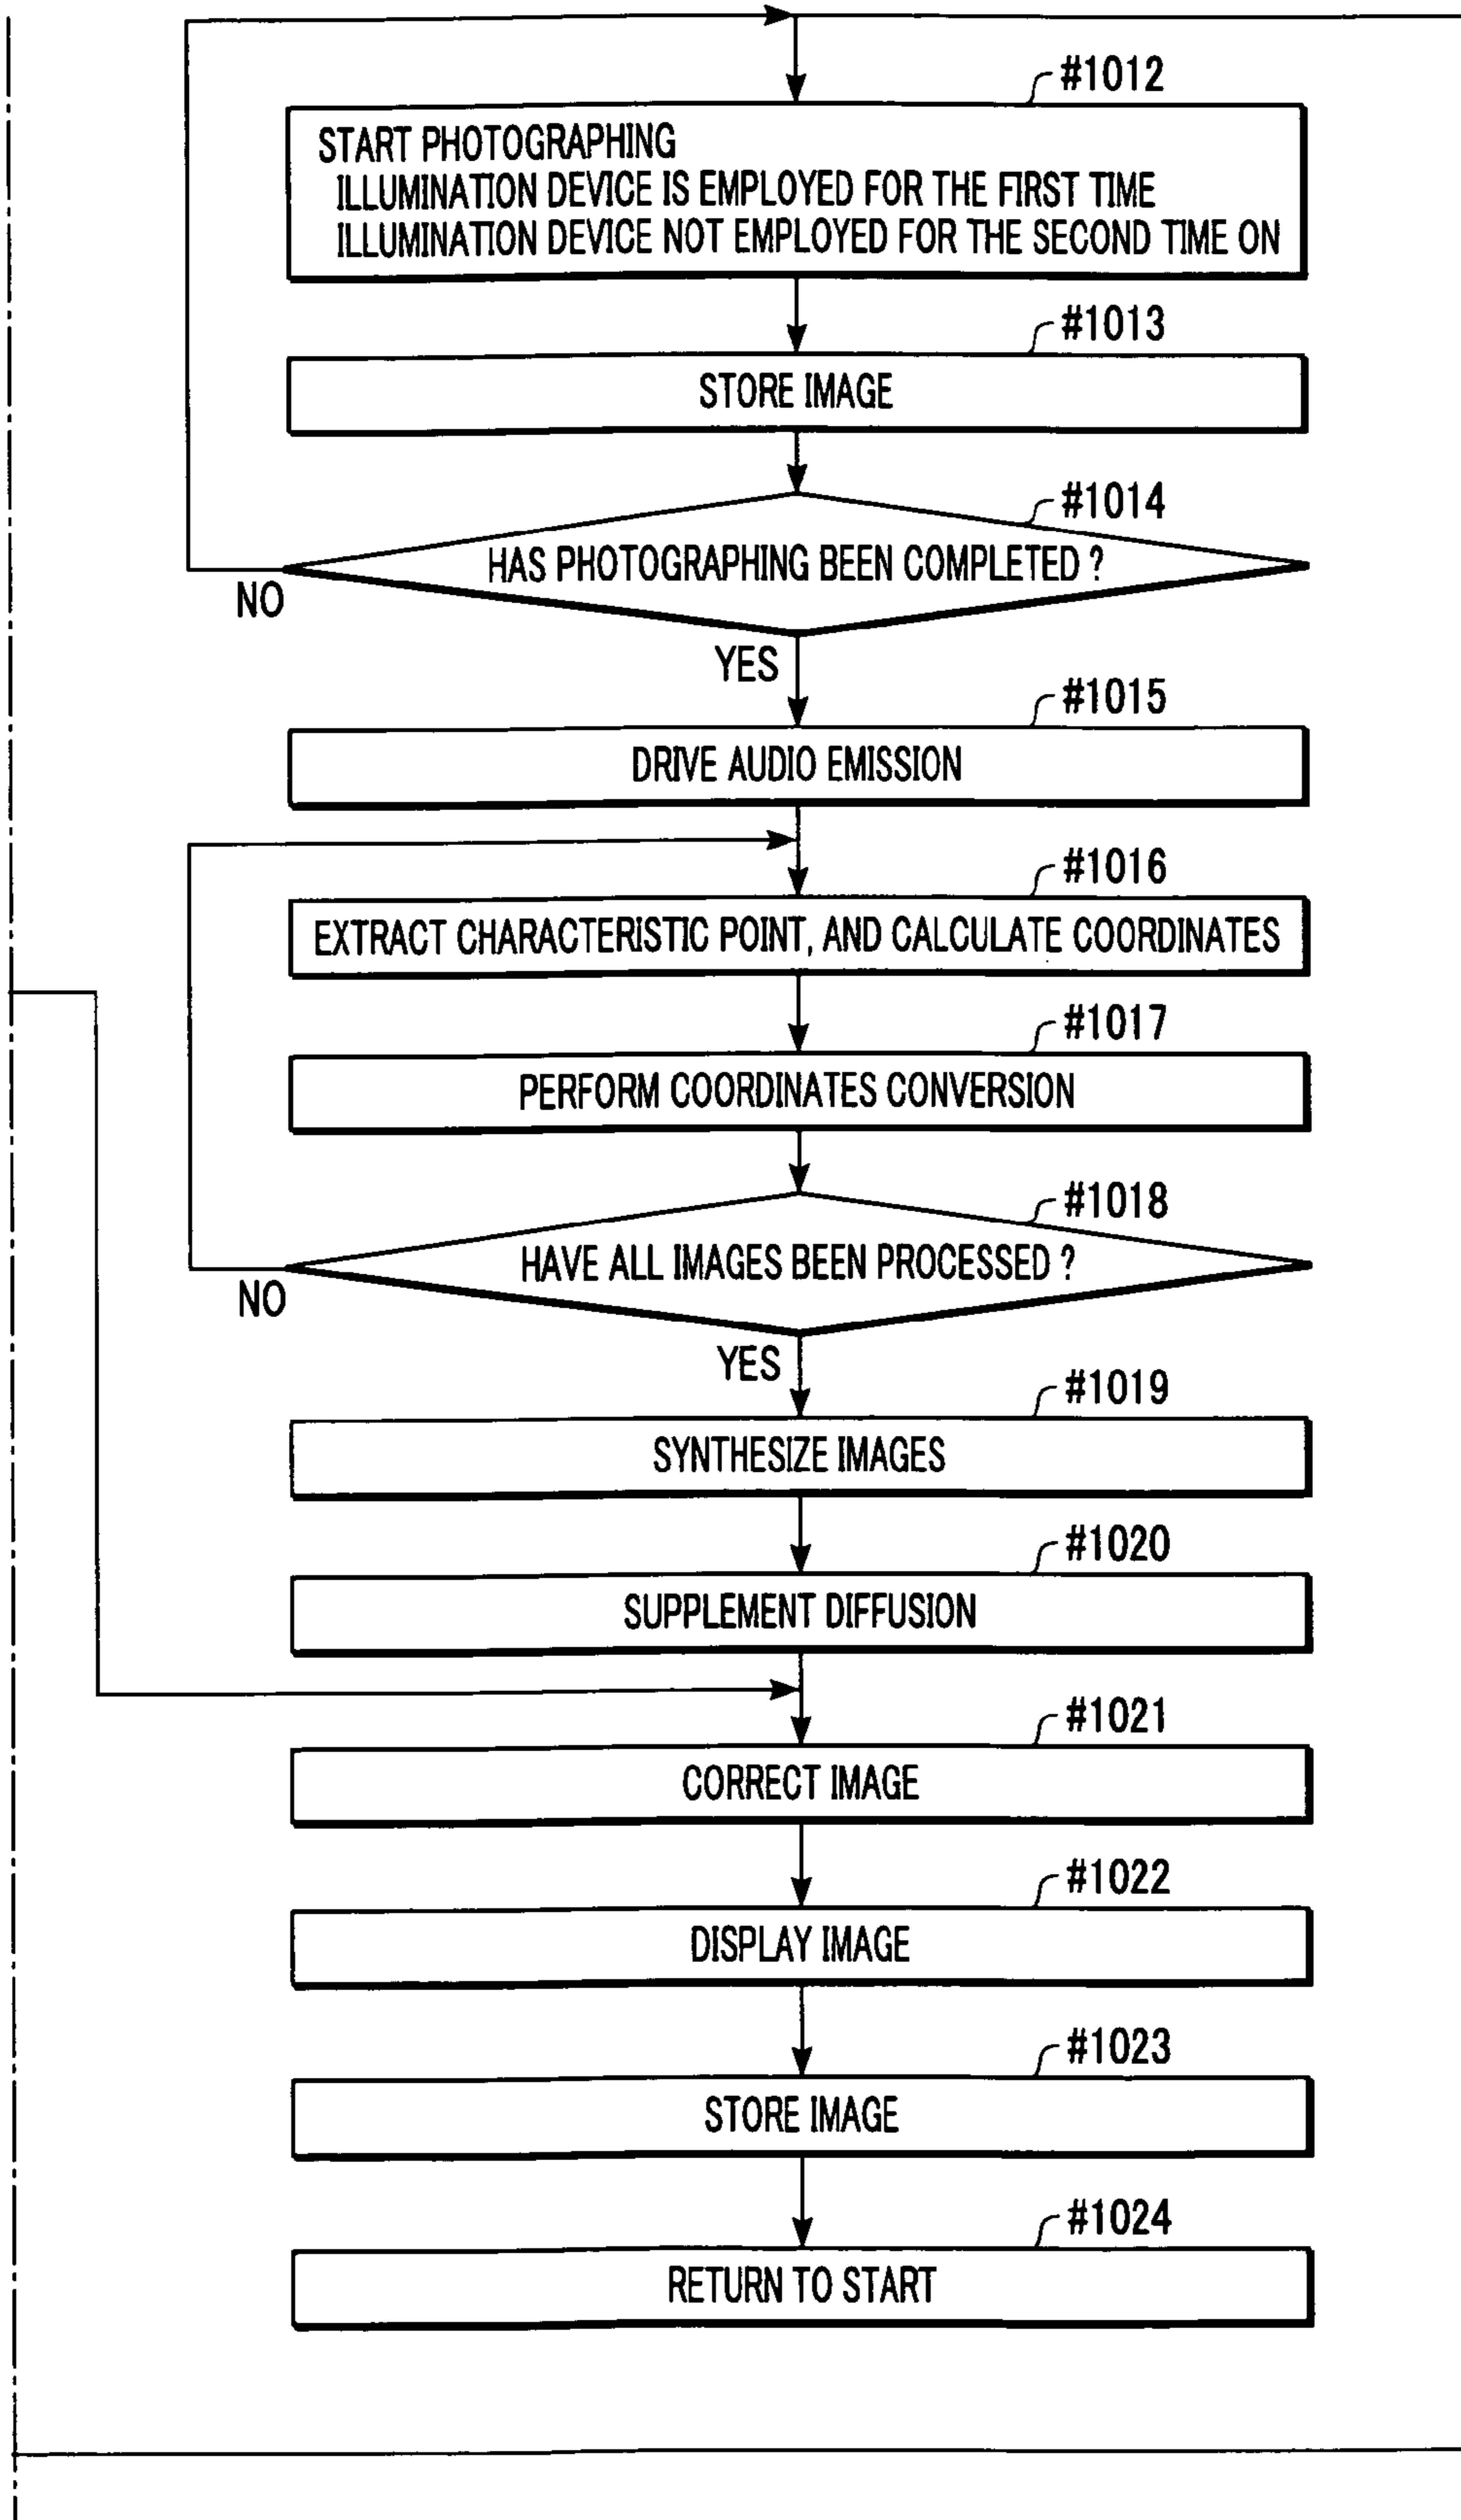 #1012
START PHOTOGRAPHING
ILLUMINATION DEVICE IS EMPLOYED FOR THE FIRST TIME
ILLUMINATION DEVICE NOT EMPLOYED FOR THE SECOND TIME ON
#1013
STORE IMAGE
#1014
HAS PHOTOGRAPHING BEEN COMPLETED ?
NO
YES
#1015
DRIVE AUDIO EMISSION
#1016
EXTRACT CHARACTERISTIC POINT, AND CALCULATE COORDINATES
#1017
PERFORM COORDINATES CONVERSION
#1018
HAVE ALL IMAGES BEEN PROCESSED ?
NO
YES
#1019
SYNTHESIZE IMAGES
#1020
SUPPLEMENT DIFFUSION
#1021
CORRECT IMAGE
#1022
DISPLAY IMAGE
#1023
STORE IMAGE
#1024
RETURN TO START